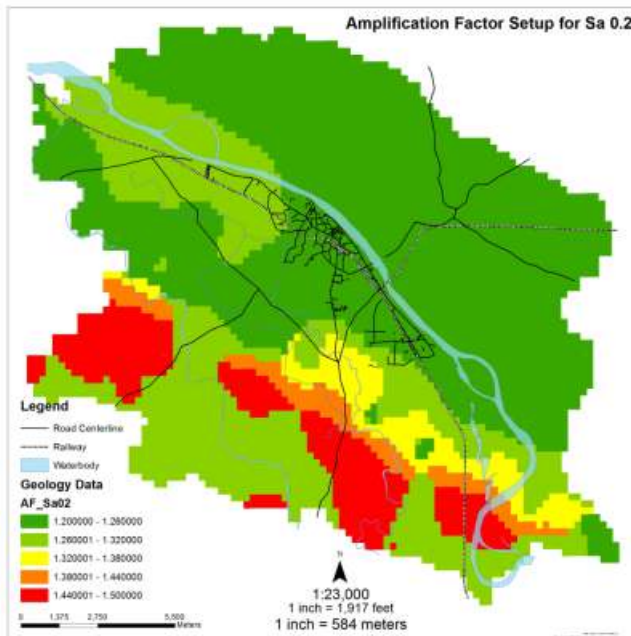 Amplification Factor Setup for Sa 0.2
Legend
Road Centerline
Railway
Waterbody
Geology Data
AF_Sa02
1.200000 - 1.260000
1.260001 - 1.320000
1.320001 - 1.380000
1.380001 - 1.440000
1.440001 - 1.500000
0 1,375 2,750 5,500
Meters
N
1:23,000
1 inch = 1,917 feet
1 inch = 584 meters